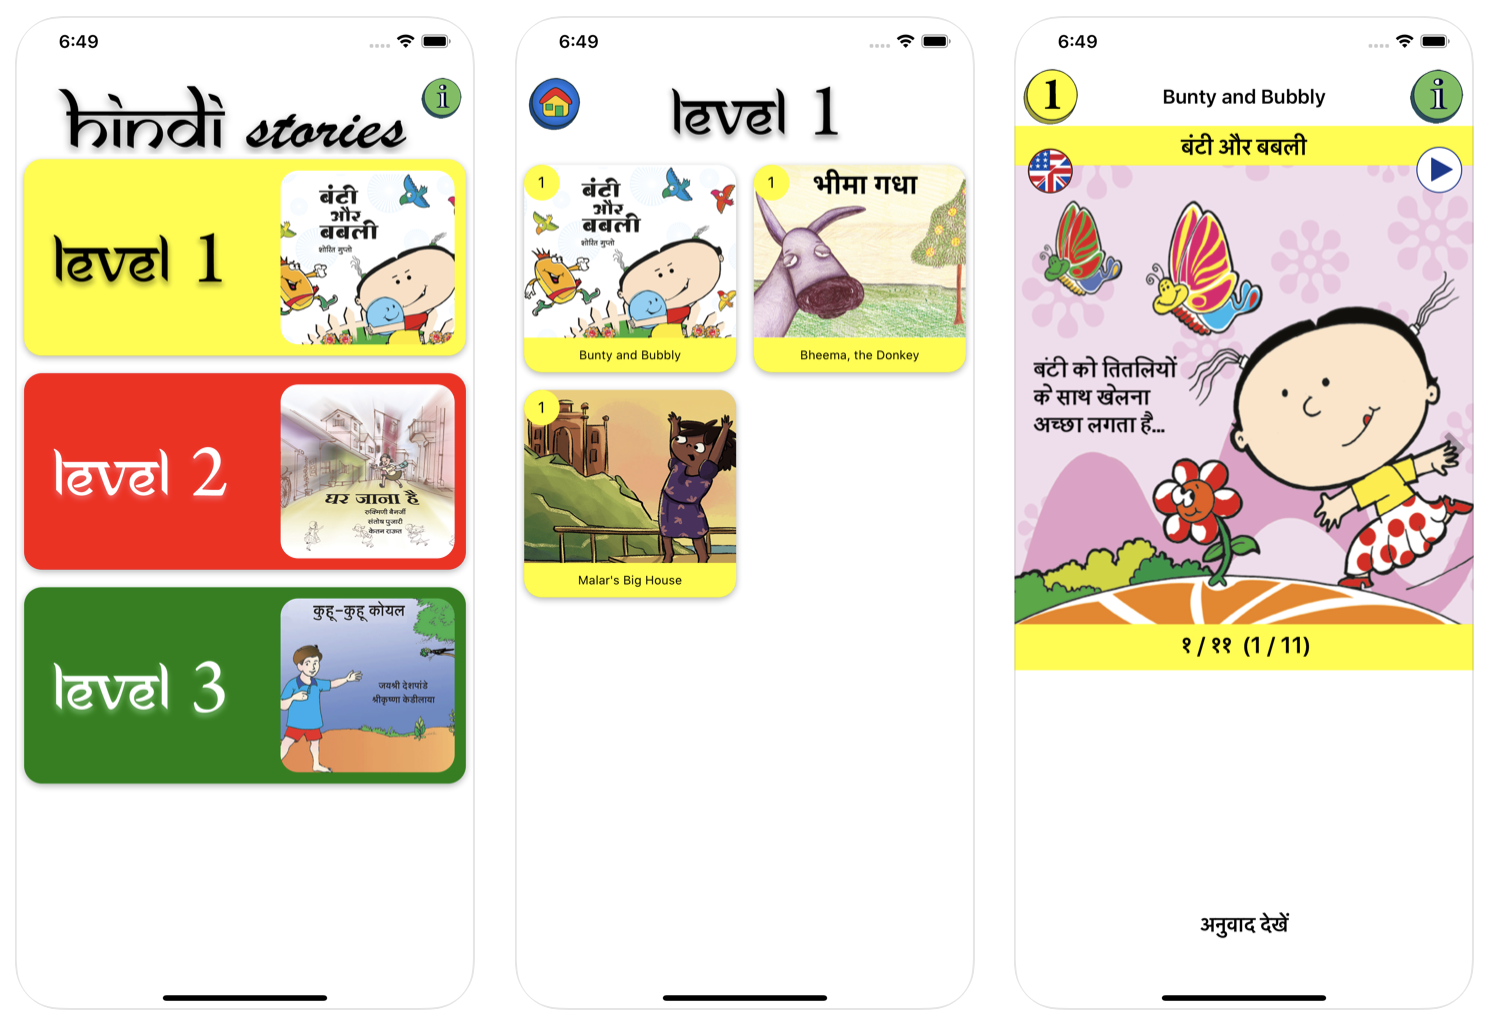 6:49
hindi stories
i
level 1
बंटी
और
बबली
शोरित गुप्तो
level 2
घर जाना है
रुक्मिणी बैनर्जी
संतोष पुजारी
केतन राऊत
level 3
कुहू-कुहू कोयल
जयश्री देशपांडे
श्रीकृष्णा केडीलाया
6:49
level 1
1
बंटी
और
बबली
शोरित गुप्तो
Bunty and Bubbly
1
भीमा गधा
Bheema, the Donkey
1
Malar's Big House
6:49
1
Bunty and Bubbly
i
बंटी और बबली
बंटी को तितलियों
के साथ खेलना
अच्छा लगता है...
१ / ११ (1 / 11)
अनुवाद देखें